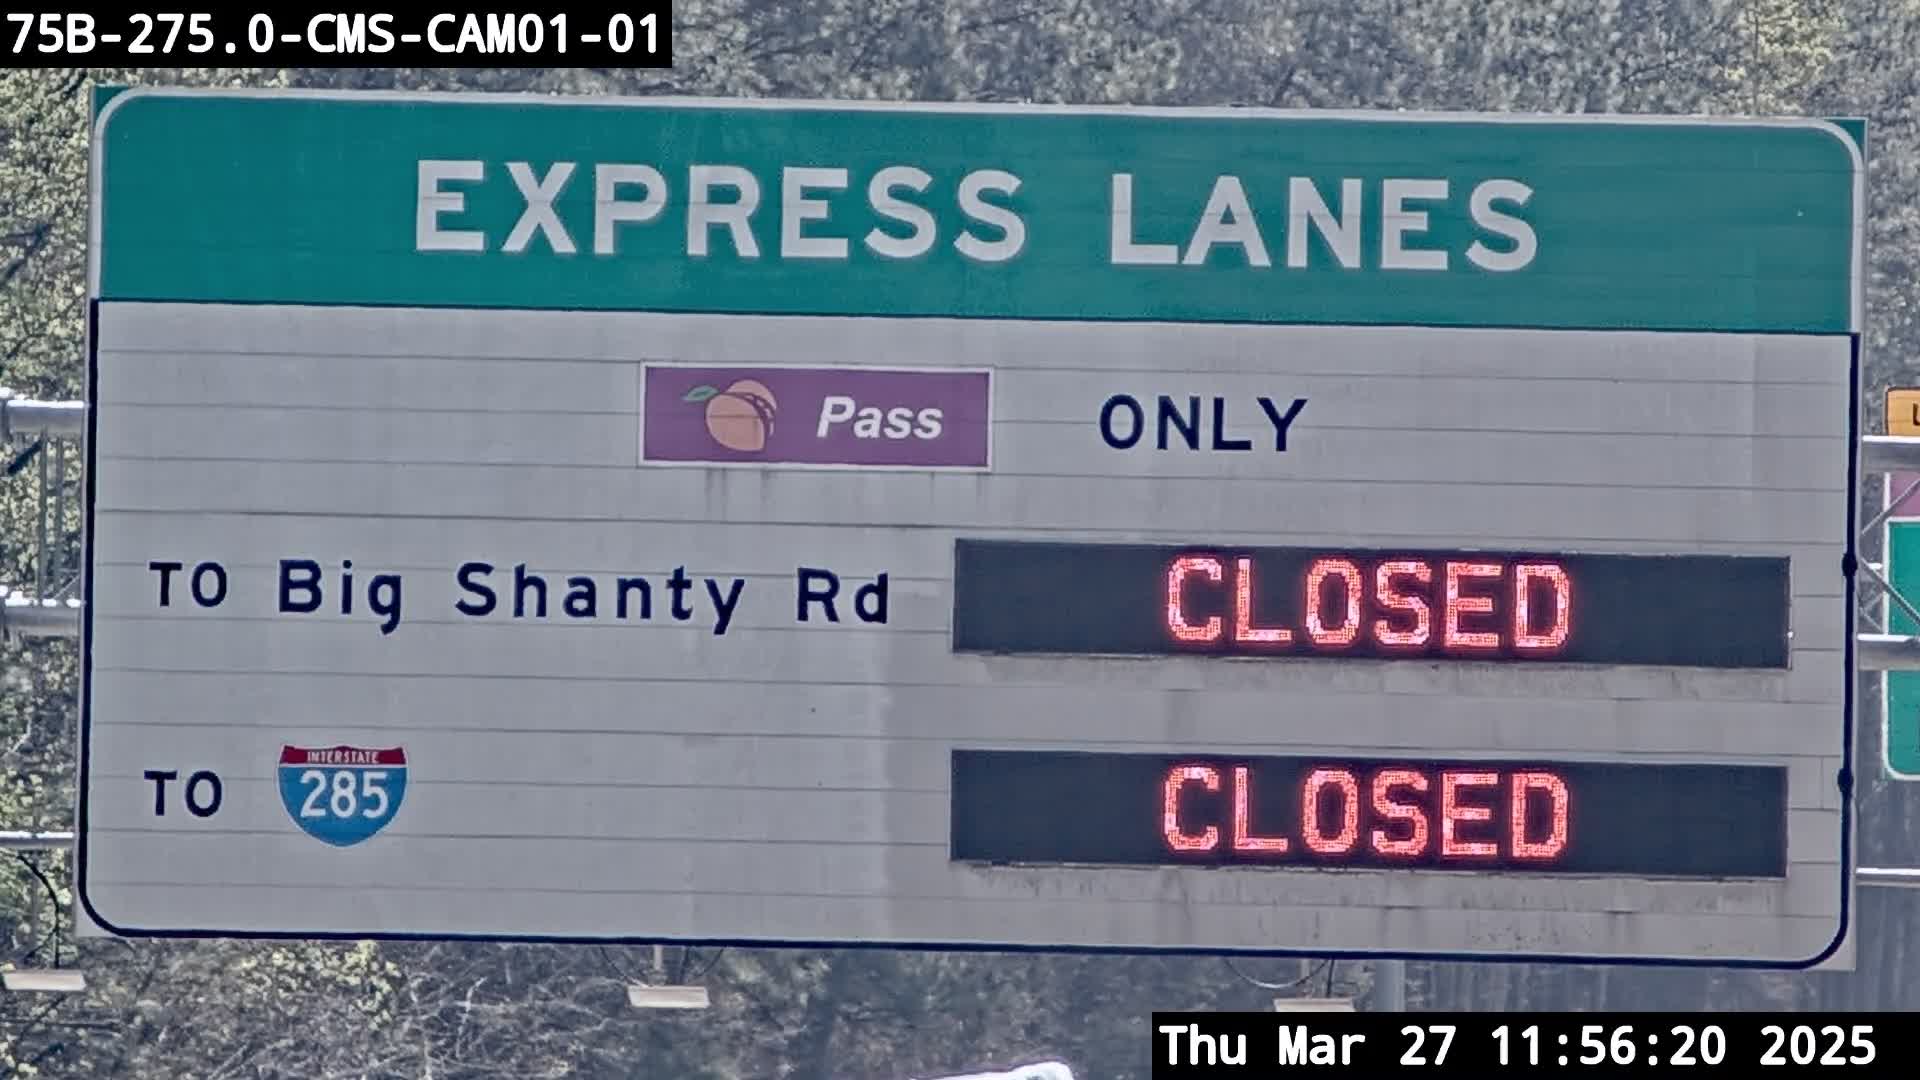 75B-275.0-CMS-CAM01-01
EXPRESS LANES
Pass ONLY
TO Big Shanty Rd CLOSED
TO INTERSTATE 285 CLOSED
Thu Mar 27 11:56:20 2025